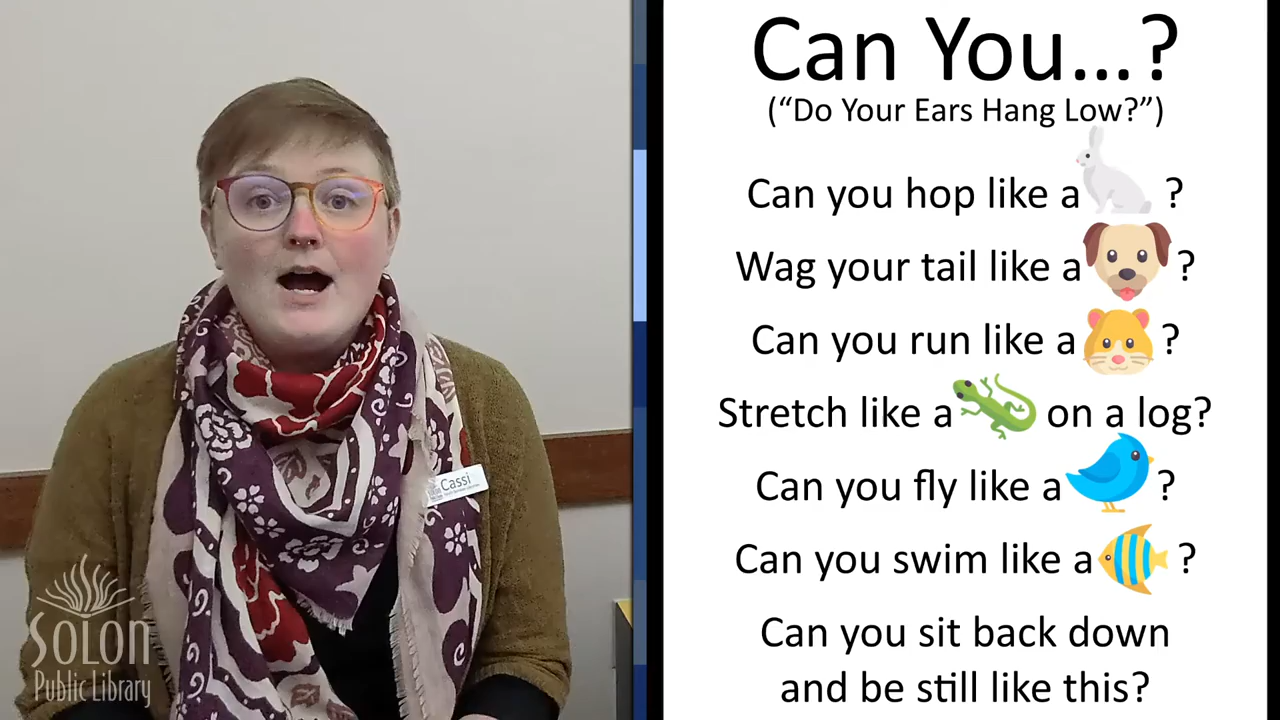 Can You...?
(“Do Your Ears Hang Low?”)
Can you hop like a ?
Wag your tail like a ?
Can you run like a ?
Stretch like a on a log?
Can you fly like a ?
Can you swim like a ?
Can you sit back down
and be still like this?
Cassi
SOLON
Public Library